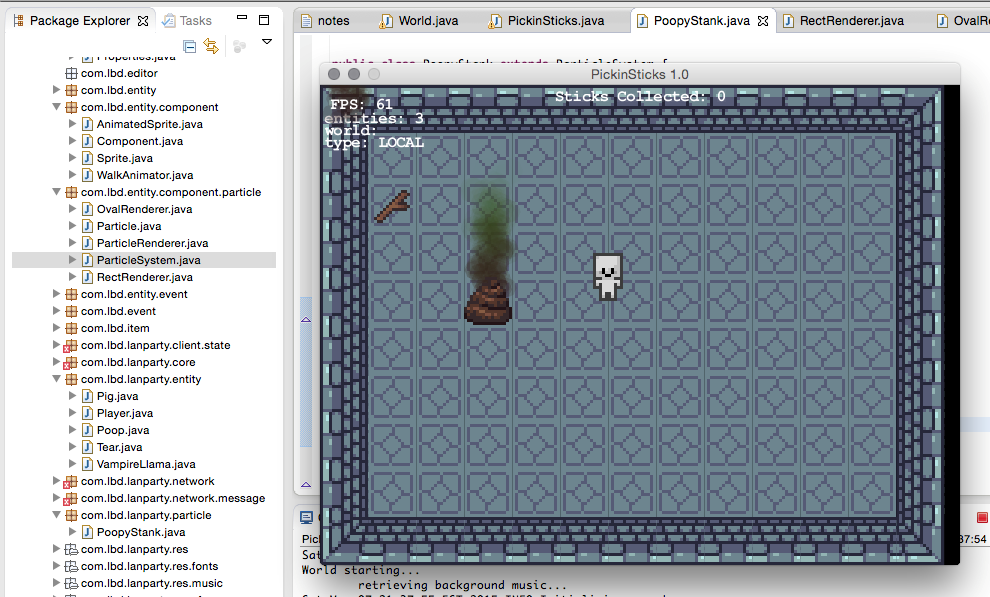 Package Explorer
Tasks
notes
World.java
PickinSticks.java
PoopyStank.java
RectRenderer.java
OvalRe
Properties.java
com.lbd.editor
com.lbd.entity
com.lbd.entity.component
AnimatedSprite.java
Component.java
Sprite.java
WalkAnimator.java
com.lbd.entity.component.particle
OvalRenderer.java
Particle.java
ParticleRenderer.java
ParticleSystem.java
RectRenderer.java
com.lbd.entity.event
com.lbd.event
com.lbd.item
com.lbd.lanparty.client.state
com.lbd.lanparty.core
com.lbd.lanparty.entity
Pig.java
Player.java
Poop.java
Tear.java
VampireLlama.java
com.lbd.lanparty.network
com.lbd.lanparty.network.message
com.lbd.lanparty.particle
PoopyStank.java
com.lbd.lanparty.res
com.lbd.lanparty.res.fonts
com.lbd.lanparty.res.music
public class PoopyStank extends ParticleSystem {
PickinSticks 1.0
Sticks Collected: 0
FPS: 61
entities: 3
world:
type: LOCAL
Pic
37:54
Sat
World starting...
retrieving background music...